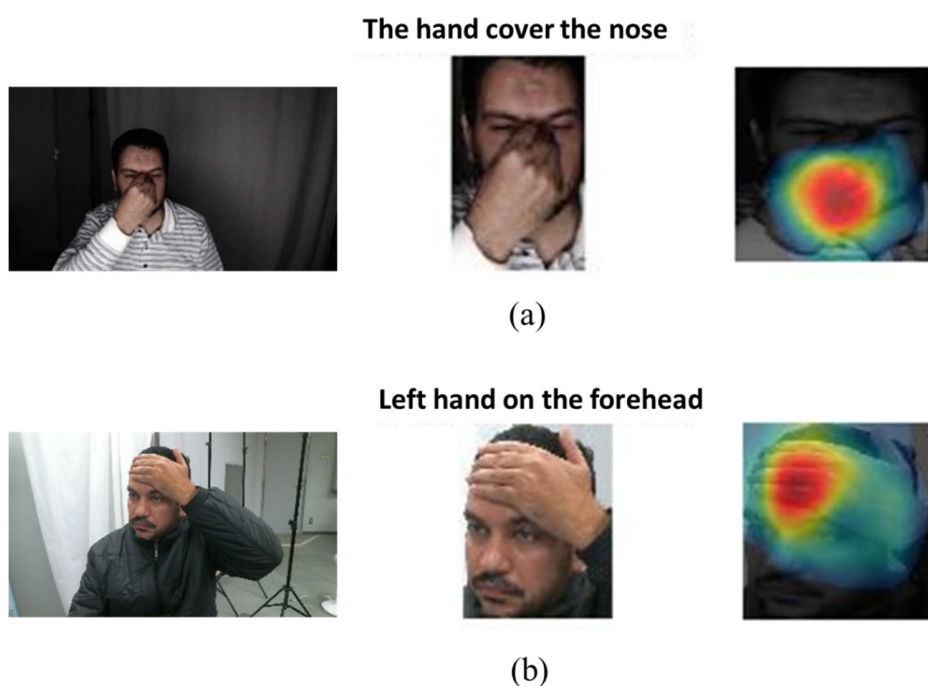 The hand cover the nose
(a)
Left hand on the forehead
(b)